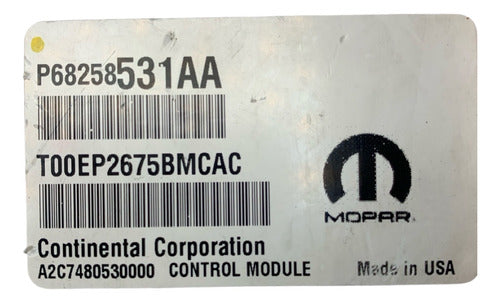 P68258531AA
T00EP2675BMCAC
MOPAR
Continental Corporation
A2C7480530000 CONTROL MODULE Made in USA